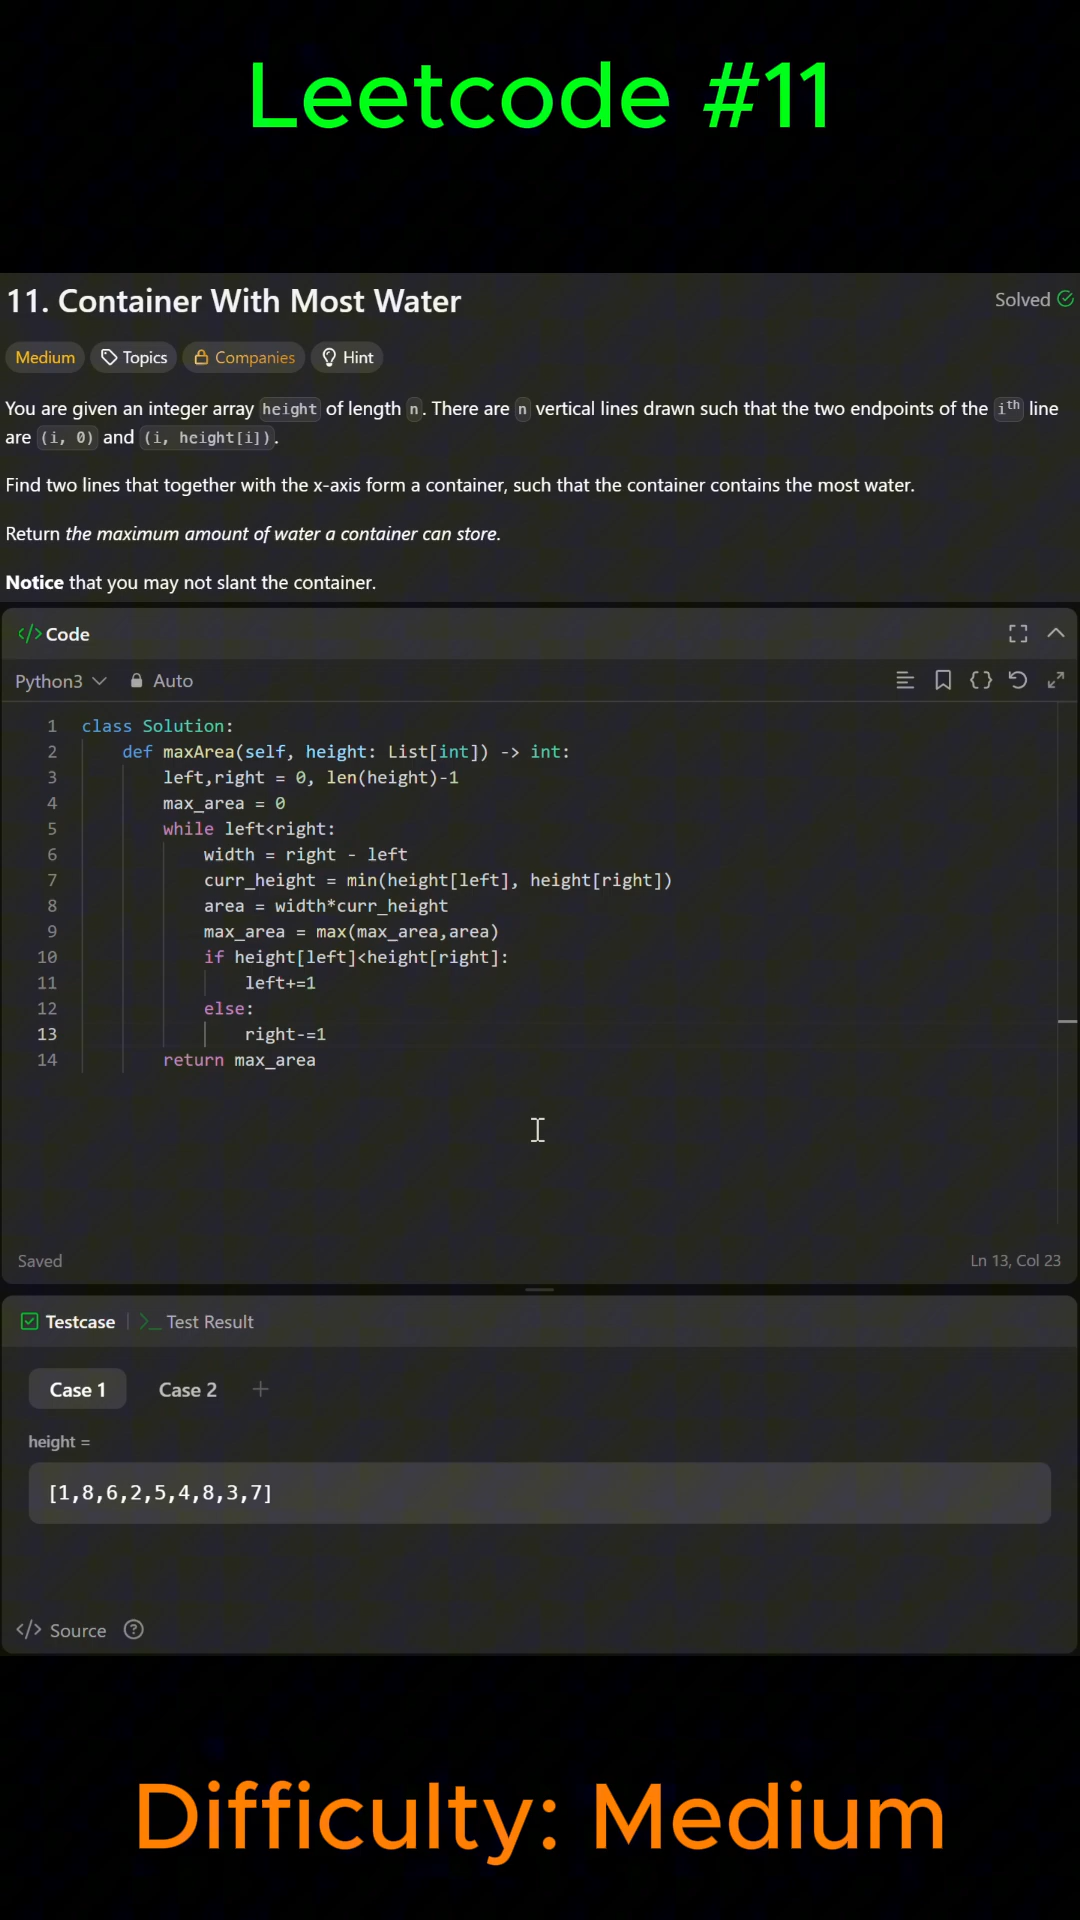 Leetcode #11
11. Container With Most Water
Solved
Medium Topics Companies Hint
You are given an integer array height of length n. There are n vertical lines drawn such that the two endpoints of the ith line
are (i, 0) and (i, height[i]).
Find two lines that together with the x-axis form a container, such that the container contains the most water.
Return the maximum amount of water a container can store.
Notice that you may not slant the container.
</> Code
Python3 Auto
1 class Solution:
2 def maxArea(self, height: List[int]) -> int:
3 left,right = 0, len(height)-1
4 max_area = 0
5 while left<right:
6 width = right - left
7 curr_height = min(height[left], height[right])
8 area = width*curr_height
9 max_area = max(max_area,area)
10 if height[left]<height[right]:
11 left+=1
12 else:
13 right-=1
14 return max_area
Saved
Ln 13, Col 23
Testcase >_ Test Result
Case 1 Case 2 +
height =
[1,8,6,2,5,4,8,3,7]
</> Source ?
Difficulty: Medium